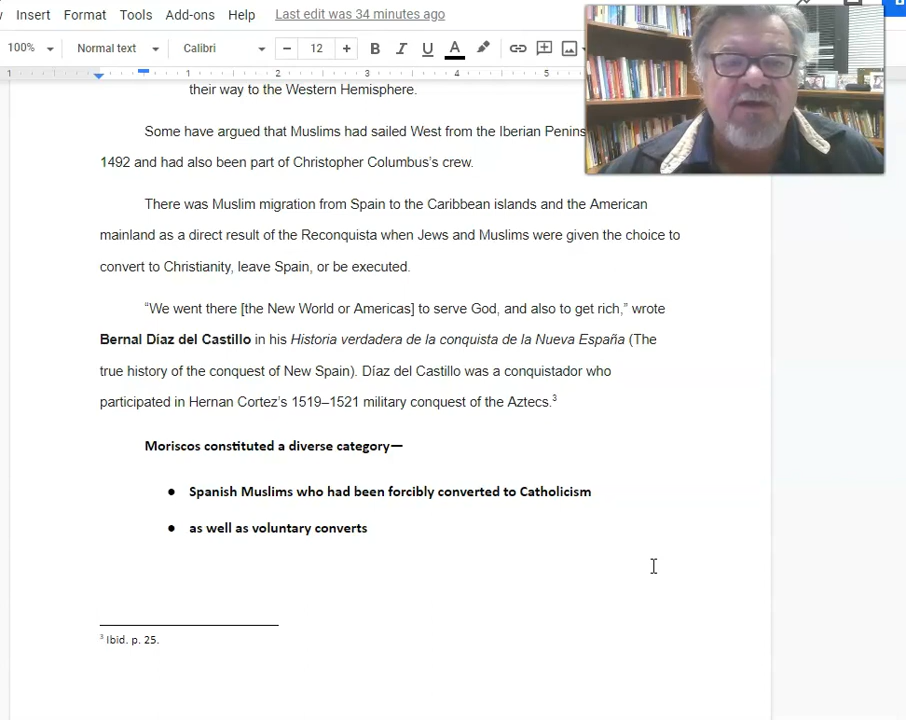 Insert Format Tools Add-ons Help Last edit was 34 minutes ago
100% Normal text Calibri 12 B I U A
1 1 2 3 4 5
their way to the Western Hemisphere.
Some have argued that Muslims had sailed West from the Iberian
1492 and had also been part of Christopher Columbus’s crew.
There was Muslim migration from Spain to the Caribbean islands and the American
mainland as a direct result of the Reconquista when Jews and Muslims were given the choice to
convert to Christianity, leave Spain, or be executed.
“We went there [the New World or Americas] to serve God, and also to get rich,” wrote
Bernal Díaz del Castillo in his Historia verdadera de la conquista de la Nueva España (The
true history of the conquest of New Spain). Díaz del Castillo was a conquistador who
participated in Hernan Cortez’s 1519–1521 military conquest of the Aztecs.3
Moriscos constituted a diverse category—
● Spanish Muslims who had been forcibly converted to Catholicism
● as well as voluntary converts
3 Ibid. p. 25.